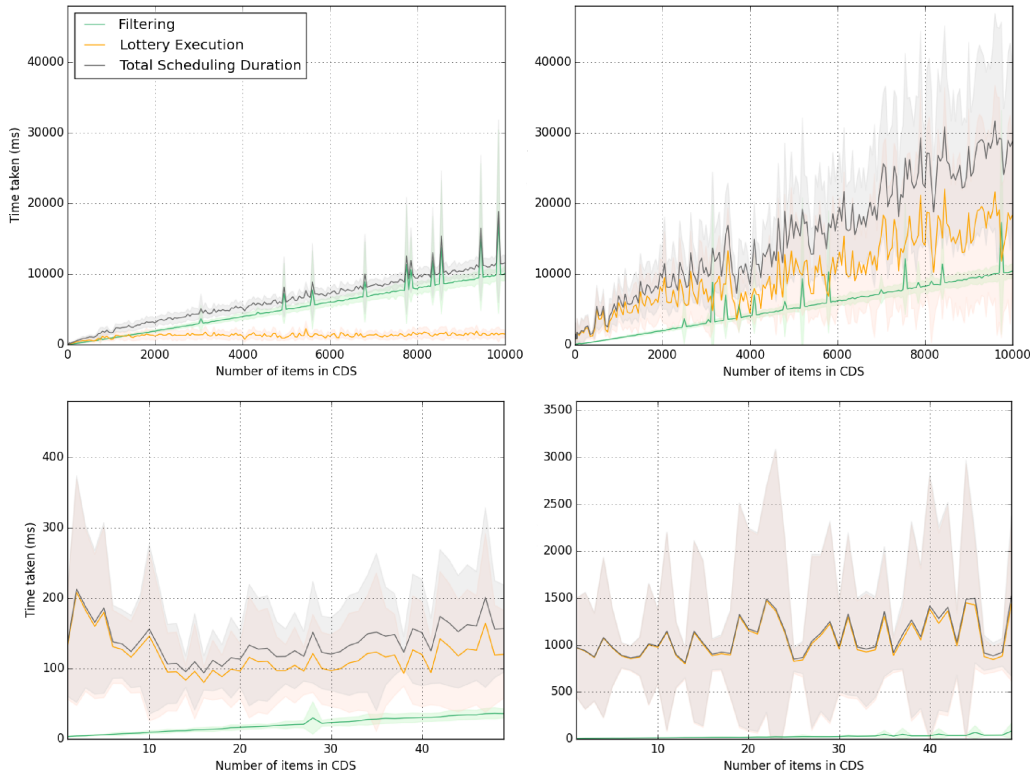 Filtering
Lottery Execution
Total Scheduling Duration
Time taken (ms)
40000
30000
20000
10000
0
0 2000 4000 6000 8000 10000
Number of items in CDS
40000
30000
20000
10000
0
0 2000 4000 6000 8000 10000
Number of items in CDS
Time taken (ms)
400
300
200
100
0
10 20 30 40
Number of items in CDS
3500
3000
2500
2000
1500
1000
500
0
10 20 30 40
Number of items in CDS